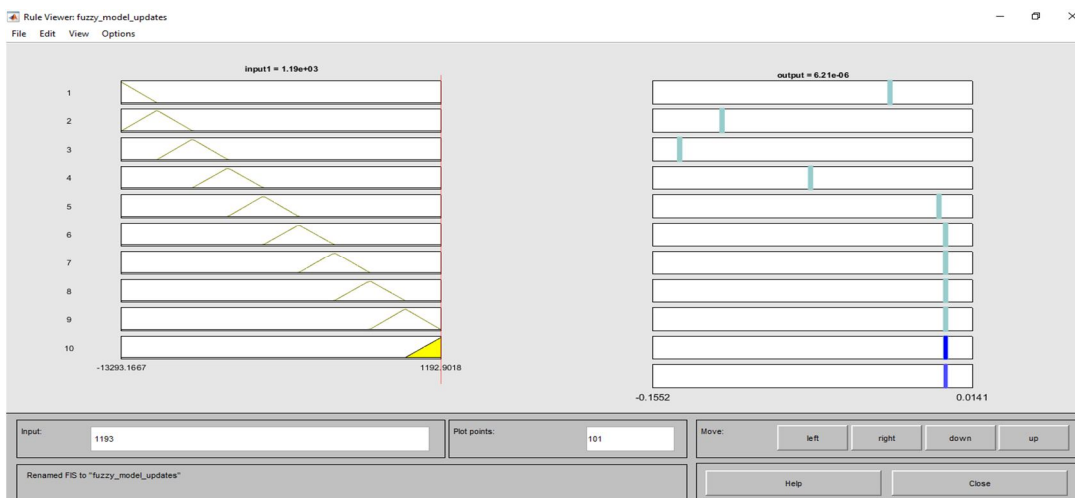 Rule Viewer: fuzzy_model_updates
File Edit View Options
input1 = 1.19e+03
output = 6.21e-06
1
2
3
4
5
6
7
8
9
10
-13293.1667 1192.9018
-0.1552 0.0141
Input: 1193
Plot points: 101
Move: left right down up
Renamed FIS to "fuzzy_model_updates"
Help Close